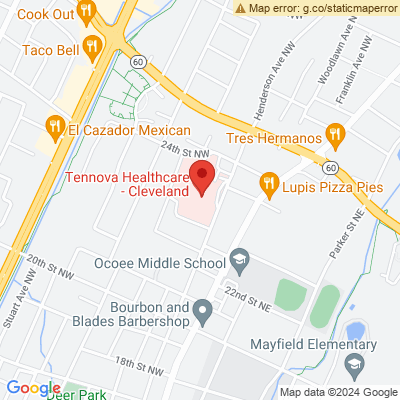 Map error: g.co/staticmaperror
Cook Out
Taco Bell
60
Henderson Ave NW
Woodlawn Ave NW
Franklin Ave NW
El Cazador Mexican
24th St NW
Tres Hermanos
60
Tennova Healthcare
- Cleveland
Lupis Pizza Pies
Parker St NE
Ocoee Middle School
20th St NW
Stuart Ave NW
22nd St NE
Bourbon and
Blades Barbershop
Mayfield Elementary
18th St NW
Google
Deer Park
Map data ©2024 Google